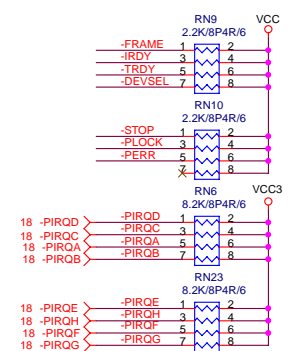 RN9 VCC
2.2K/8P4R/6
-FRAME 1 2
-IRDY 3 4
-TRDY 5 6
-DEVSEL 7 8
RN10
2.2K/8P4R/6
-STOP 1 2
-PLOCK 3 4
-PERR 5 6
7 8
RN6 VCC3
8.2K/8P4R/6
18 -PIRQD -PIRQD 1 2
18 -PIRQC -PIRQC 3 4
18 -PIRQA -PIRQA 5 6
18 -PIRQB -PIRQB 7 8
RN23
8.2K/8P4R/6
18 -PIRQE -PIRQE 1 2
18 -PIRQH -PIRQH 3 4
18 -PIRQF -PIRQF 5 6
18 -PIRQG -PIRQG 7 8